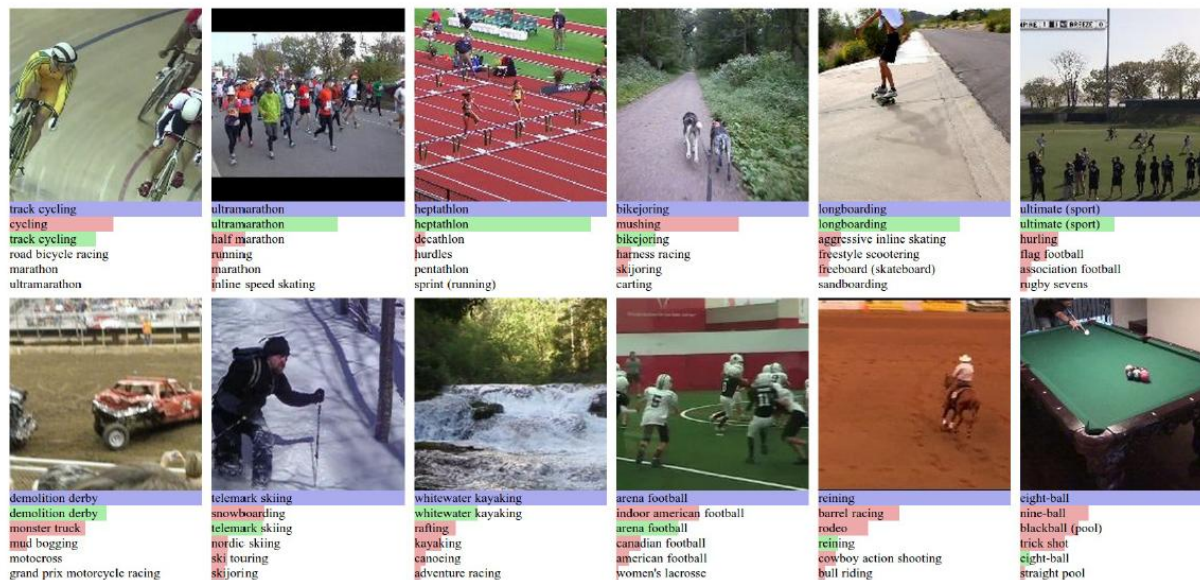 MPIRE 1 BREEZE 0
track cycling
cycling
track cycling
road bicycle racing
marathon
ultramarathon
ultramarathon
ultramarathon
half marathon
running
marathon
inline speed skating
heptathlon
heptathlon
decathlon
hurdles
pentathlon
sprint (running)
bikejoring
mushing
bikejoring
harness racing
skijoring
carting
longboarding
longboarding
aggressive inline skating
freestyle scootering
freeboard (skateboard)
sandboarding
ultimate (sport)
ultimate (sport)
hurling
flag football
association football
rugby sevens
demolition derby
demolition derby
monster truck
mud bogging
motocross
grand prix motorcycle racing
telemark skiing
snowboarding
telemark skiing
nordic skiing
ski touring
skijoring
whitewater kayaking
whitewater kayaking
rafting
kayaking
canoeing
adventure racing
arena football
indoor american football
arena football
canadian football
american football
women's lacrosse
reining
barrel racing
rodeo
reining
cowboy action shooting
bull riding
eight-ball
nine-ball
blackball (pool)
trick shot
eight-ball
straight pool
5
11